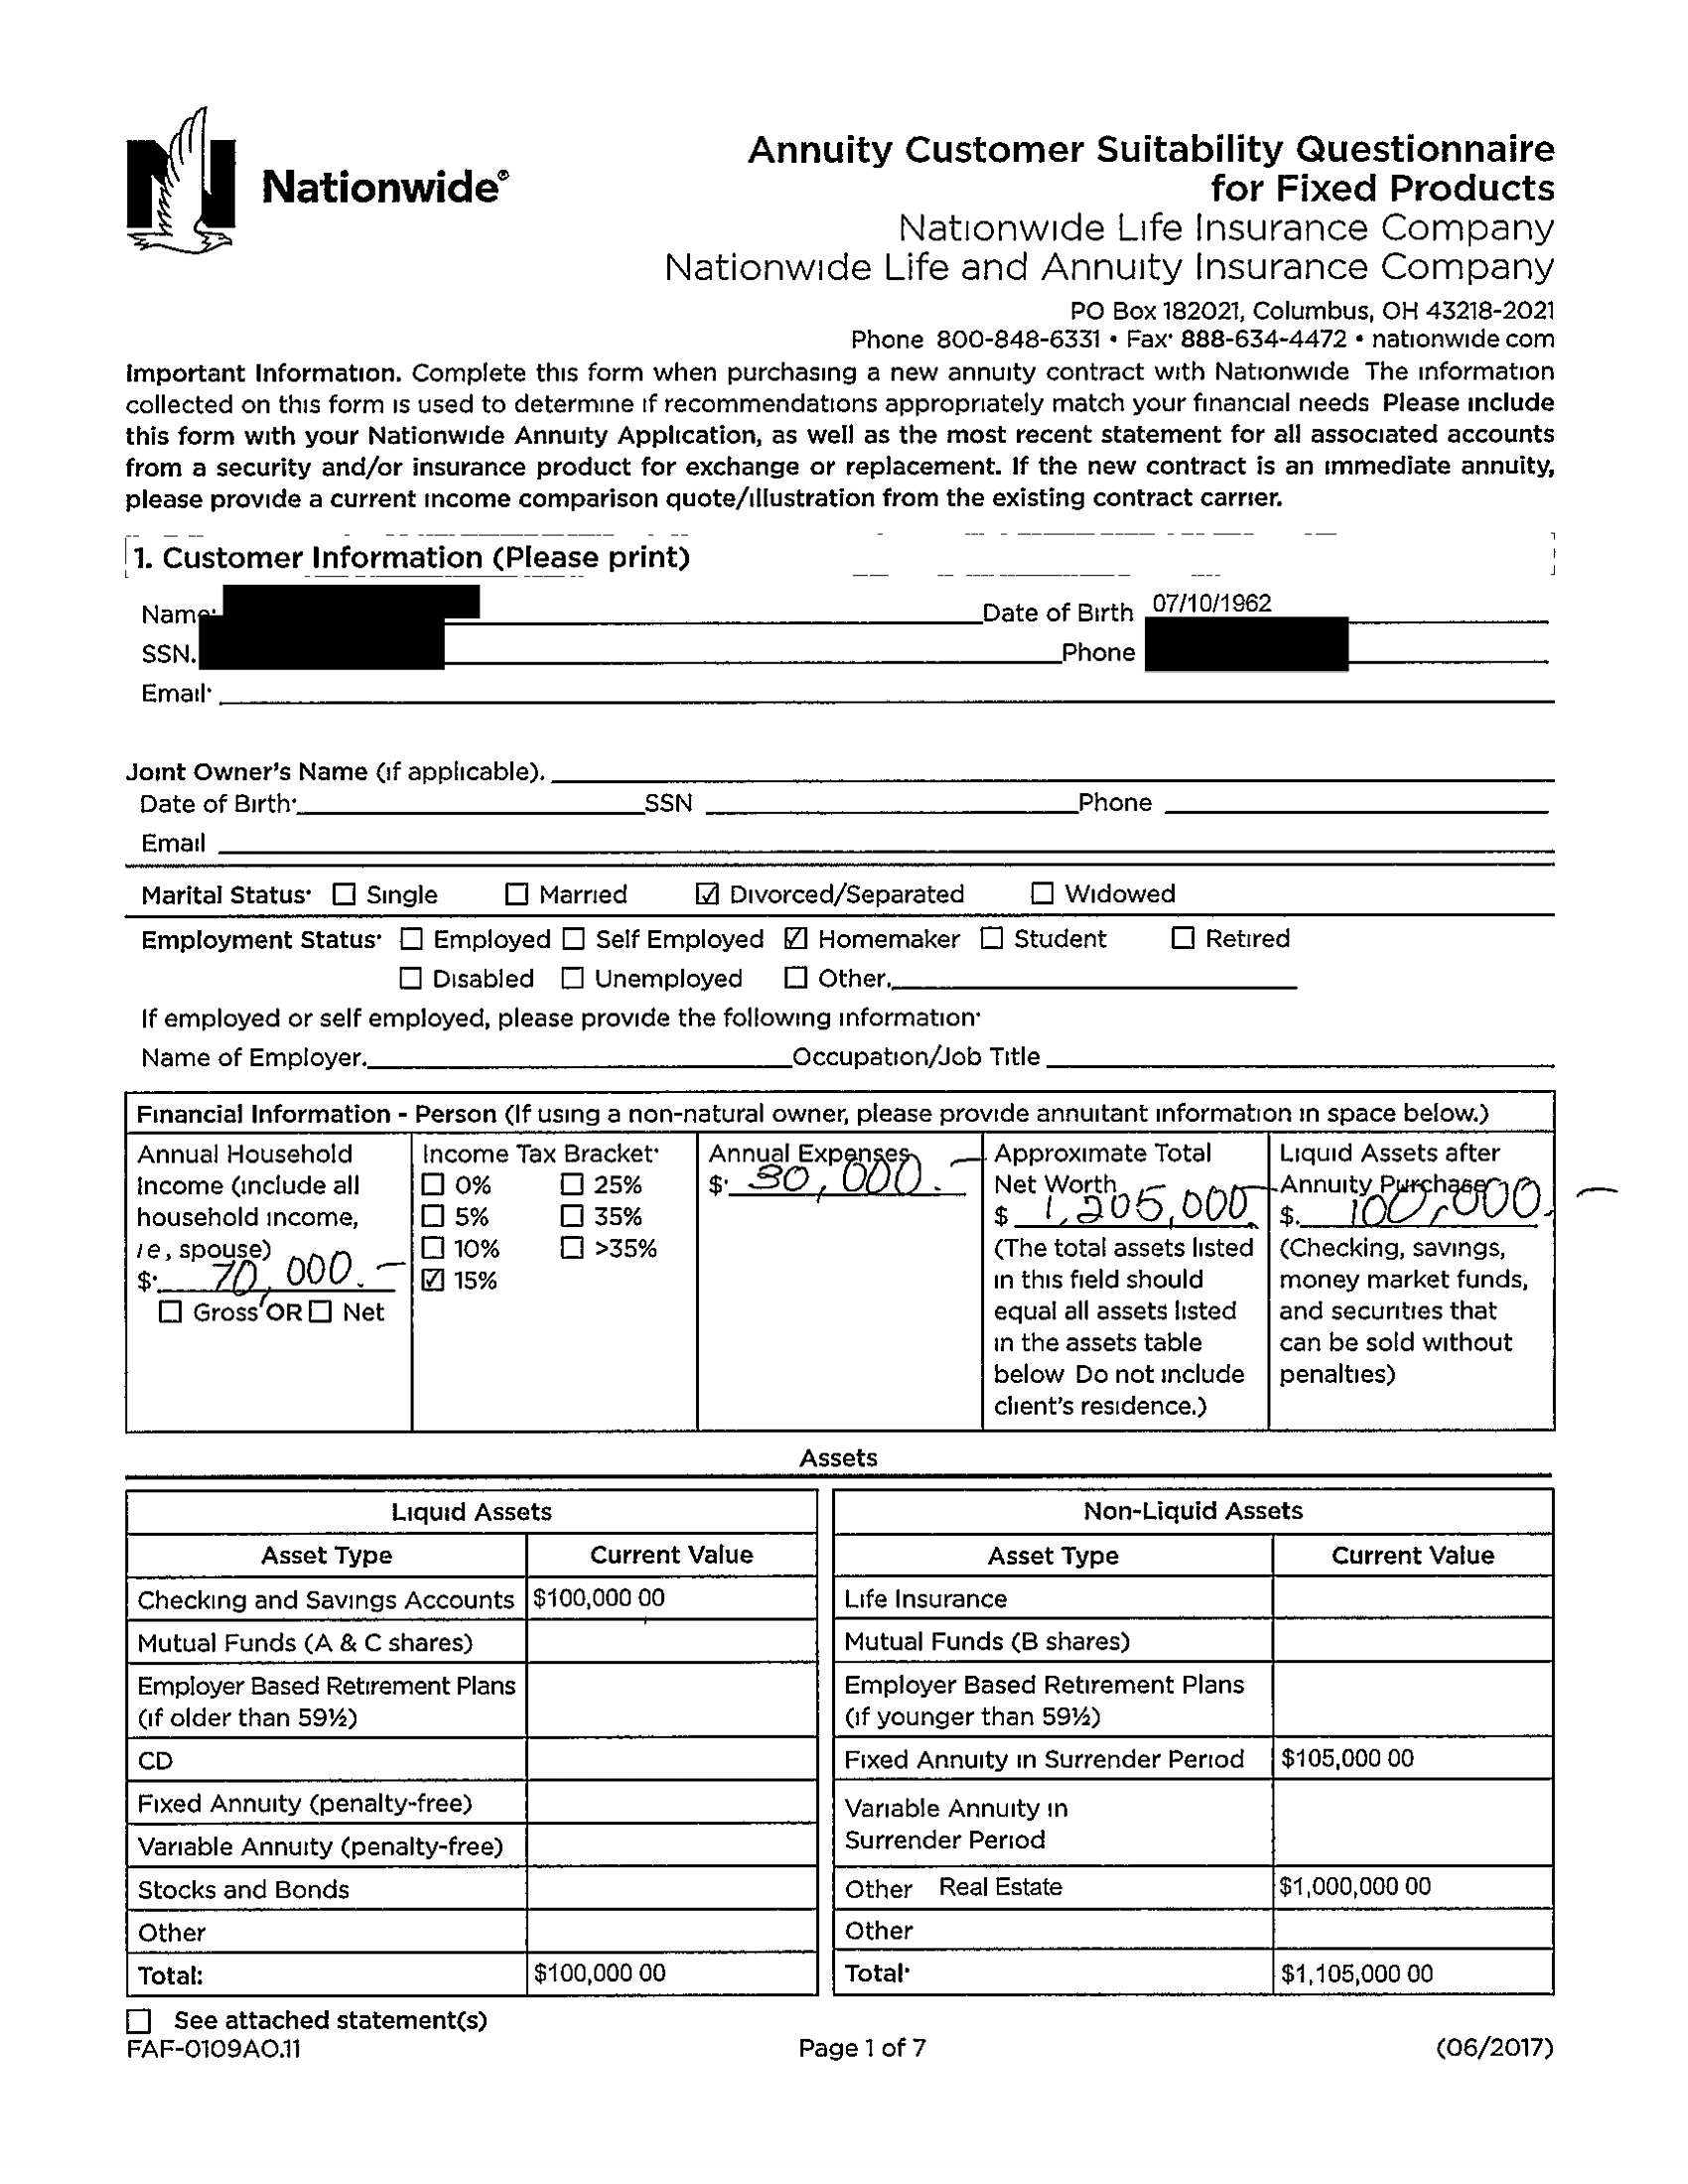 Nationwide®
Annuity Customer Suitability Questionnaire
for Fixed Products
Nationwide Life Insurance Company
Nationwide Life and Annuity Insurance Company
PO Box 182021, Columbus, OH 43218-2021
Phone 800-848-6331 • Fax· 888-634-4472 • nationwide com
Important Information. Complete this form when purchasing a new annuity contract with Nationwide The information
collected on this form is used to determine if recommendations appropriately match your financial needs Please include
this form with your Nationwide Annuity Application, as well as the most recent statement for all associated accounts
from a security and/or insurance product for exchange or replacement. If the new contract is an immediate annuity,
please provide a current income comparison quote/illustration from the existing contract carrier.
1. Customer Information (Please print)
Name: Date of Birth 07/10/1962
SSN. Phone
Email·
Joint Owner's Name (if applicable).
Date of Birth· SSN Phone
Email
Marital Status· ☐ Single ☐ Married ☑ Divorced/Separated ☐ Widowed
Employment Status· ☐ Employed ☐ Self Employed ☑ Homemaker ☐ Student ☐ Retired
☐ Disabled ☐ Unemployed ☐ Other.
If employed or self employed, please provide the following information·
Name of Employer. Occupation/Job Title
Financial Information - Person (If using a non-natural owner, please provide annuitant information in space below.)
Annual Household
Income (include all
household income,
ie, spouse)
$· 70,000.-
☐ Gross OR ☐ Net
Income Tax Bracket·
☐ 0% ☐ 25%
☐ 5% ☐ 35%
☐ 10% ☐ >35%
☑ 15%
Annual Expenses
$· 30,000.-
Approximate Total
Net Worth
$ 1,205,000.-
(The total assets listed
in this field should
equal all assets listed
in the assets table
below Do not include
client's residence.)
Liquid Assets after
Annuity Purchase
$. 100,000.-
(Checking, savings,
money market funds,
and securities that
can be sold without
penalties)
Assets
Liquid Assets
Asset Type Current Value
Checking and Savings Accounts $100,000 00
Mutual Funds (A & C shares)
Employer Based Retirement Plans
(if older than 59½)
CD
Fixed Annuity (penalty-free)
Variable Annuity (penalty-free)
Stocks and Bonds
Other
Total: $100,000 00
Non-Liquid Assets
Asset Type Current Value
Life Insurance
Mutual Funds (B shares)
Employer Based Retirement Plans
(if younger than 59½)
Fixed Annuity in Surrender Period $105,000 00
Variable Annuity in
Surrender Period
Other Real Estate $1,000,000 00
Other
Total· $1,105,000 00
☐ See attached statement(s)
FAF-0109AO.11 Page 1 of 7 (06/2017)